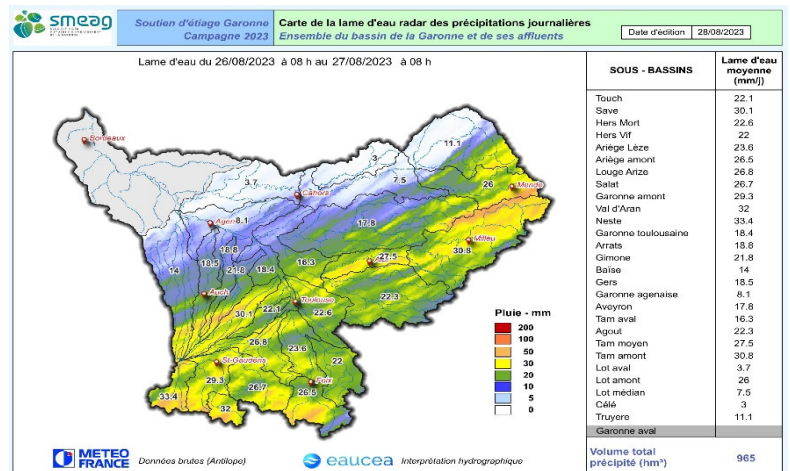 smeag
Soutien d'étiage Garonne
Campagne 2023
Carte de la lame d'eau radar des précipitations journalières
Ensemble du bassin de la Garonne et de ses affluents
Date d'édition 28/08/2023
Lame d'eau du 26/08/2023 à 08 h au 27/08/2023 à 08 h
SOUS - BASSINS
Lame d'eau
moyenne
(mm/j)
Touch 22.1
Save 30.1
Hers Mort 22.6
Hers Vif 22
Ariège Lèze 23.6
Ariège amont 26.5
Louge Arize 26.8
Salat 26.7
Garonne amont 29.3
Val d'Aran 32
Neste 33.4
Garonne toulousaine 18.4
Arrats 18.8
Gimone 21.8
Baïse 14
Gers 18.5
Garonne agenaise 8.1
Aveyron 17.8
Tarn aval 16.3
Agout 22.3
Tarn moyen 27.5
Tarn amont 30.8
Lot aval 3.7
Lot amont 26
Lot médian 7.5
Célé 3
Truyere 11.1
Garonne aval
Volume total
précipité (hm³) 965
Bordeaux
11.1
3
3.7
7.5
Cahors
26
Mende
Agen 8.1
17.8
18.8
Millau
30.8
14
18.5
21.8
18.4
16.3
27.5
Auch
Toulouse
22.3
30.1
22.1
22.6
26.8
23.6
St-Gaudens
22
29.3
26.7
Foix
26.5
33.4
32
Pluie - mm
200
100
50
30
20
10
5
0
METEO
FRANCE
Données brutes (Antilope)
eaucea
Interprétation hydrographique